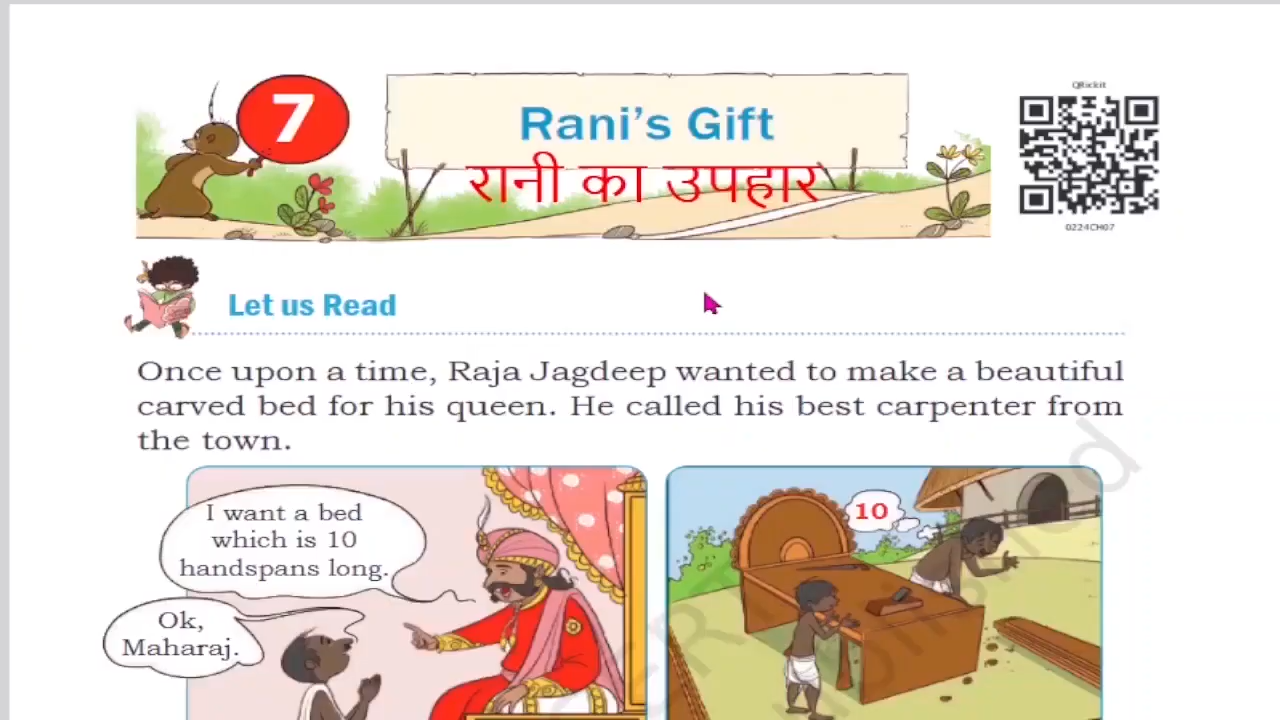 7
Rani's Gift
रानी का उपहार
QRickit
0224CH07
Let us Read
Once upon a time, Raja Jagdeep wanted to make a beautiful
carved bed for his queen. He called his best carpenter from
the town.
I want a bed
which is 10
handspans long.
Ok,
Maharaj.
10